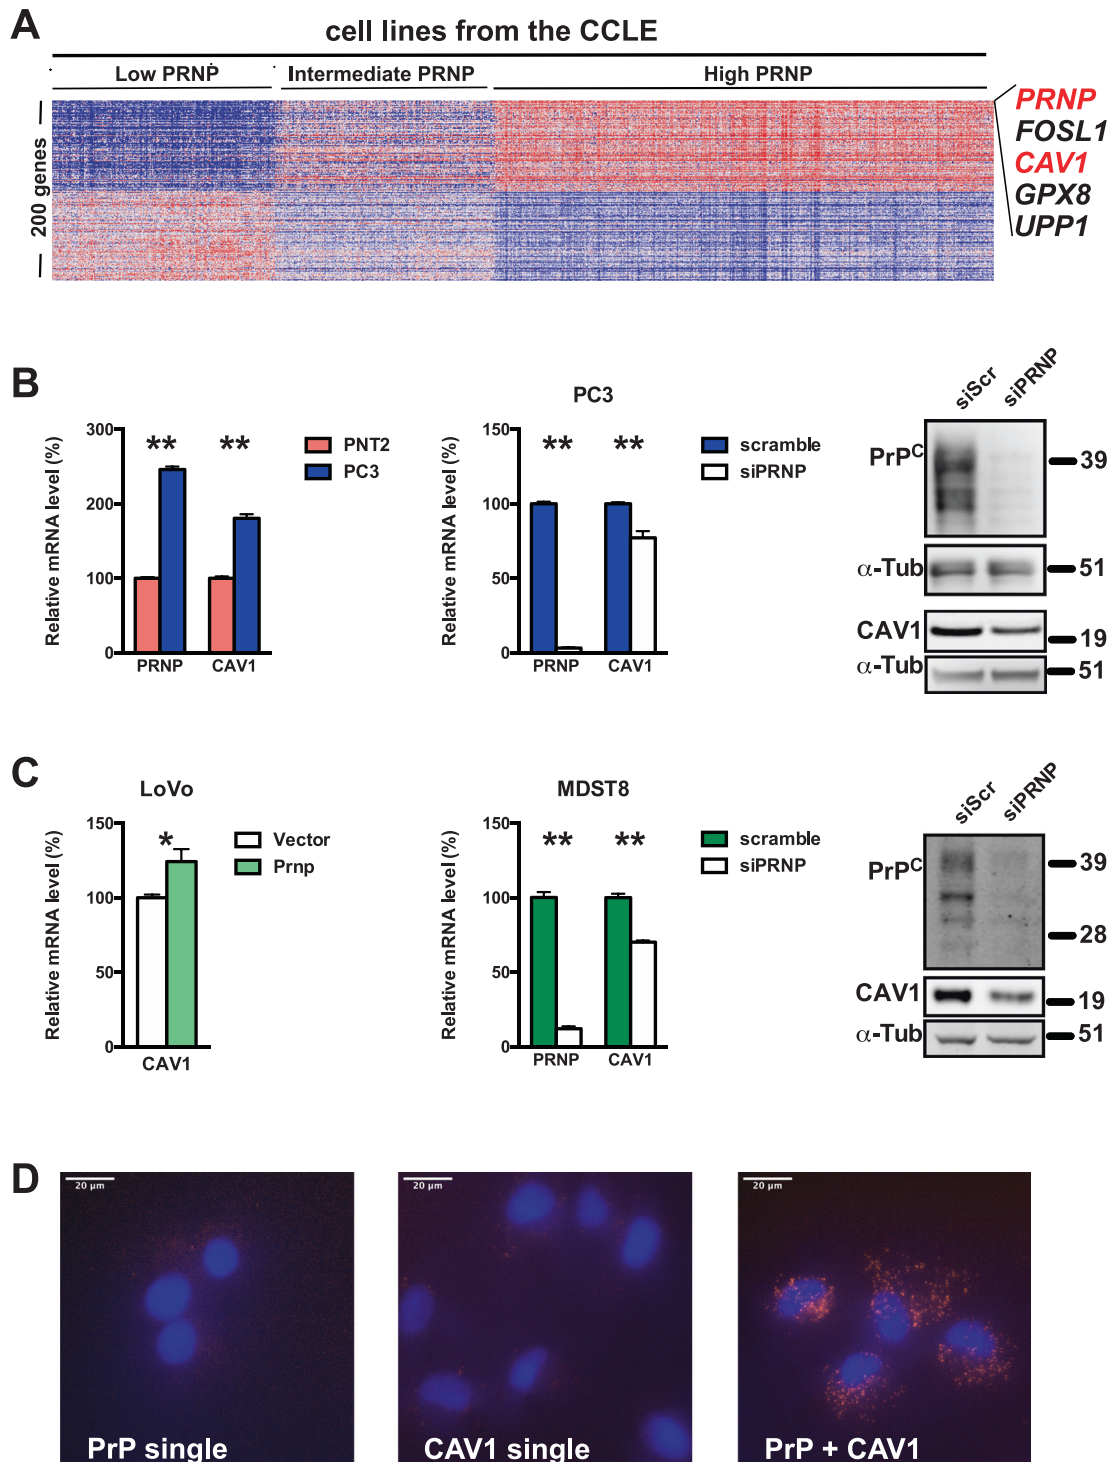 A
cell lines from the CCLE
Low PRNP
Intermediate PRNP
High PRNP
200 genes
PRNP
FOSL1
CAV1
GPX8
UPP1
B
Relative mRNA level (%)
300
200
100
0
** **
PRNP CAV1
PNT2
PC3
PC3
Relative mRNA level (%)
150
100
50
0
** **
PRNP CAV1
scramble
siPRNP
siScr siPRNP
PrPC
39
α-Tub
51
CAV1
19
α-Tub
51
C
LoVo
Relative mRNA level (%)
150
100
50
0
*
CAV1
Vector
Prnp
MDST8
Relative mRNA level (%)
150
100
50
0
** **
PRNP CAV1
scramble
siPRNP
siScr siPRNP
PrPC
39
28
CAV1
19
α-Tub
51
D
20 µm
PrP single
20 µm
CAV1 single
20 µm
PrP + CAV1